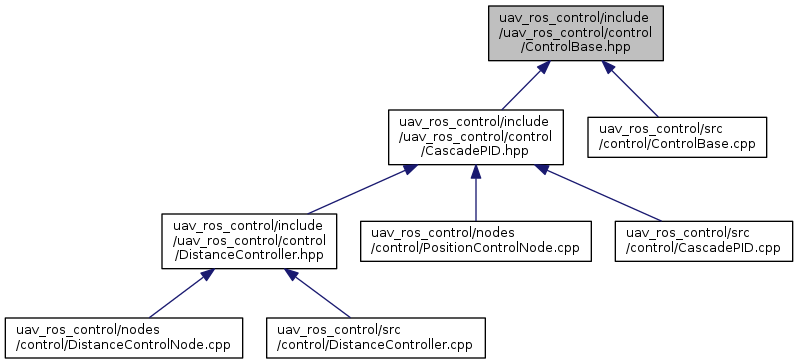 uav_ros_control/include
/uav_ros_control/control
/ControlBase.hpp
uav_ros_control/include
/uav_ros_control/control
/CascadePID.hpp
uav_ros_control/src
/control/ControlBase.cpp
uav_ros_control/include
/uav_ros_control/control
/DistanceController.hpp
uav_ros_control/nodes
/control/PositionControlNode.cpp
uav_ros_control/src
/control/CascadePID.cpp
uav_ros_control/nodes
/control/DistanceControlNode.cpp
uav_ros_control/src
/control/DistanceController.cpp